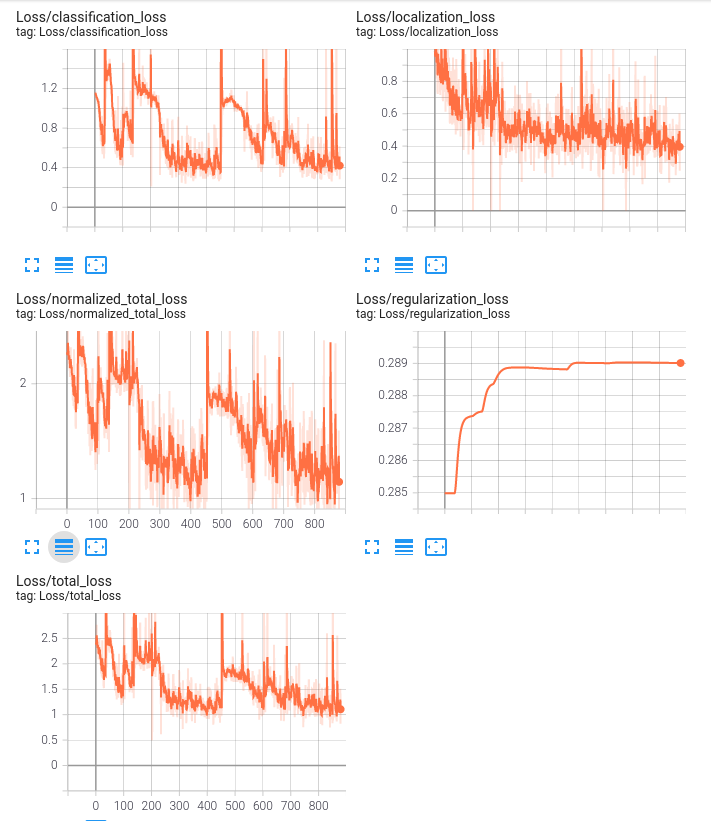 Loss/classification_loss
tag: Loss/classification_loss
1.2
0.8
0.4
0
Loss/localization_loss
tag: Loss/localization_loss
0.8
0.6
0.4
0.2
0
Loss/normalized_total_loss
tag: Loss/normalized_total_loss
2
1
0 100 200 300 400 500 600 700 800
Loss/regularization_loss
tag: Loss/regularization_loss
0.289
0.288
0.287
0.286
0.285
Loss/total_loss
tag: Loss/total_loss
2.5
2
1.5
1
0.5
0
0 100 200 300 400 500 600 700 800